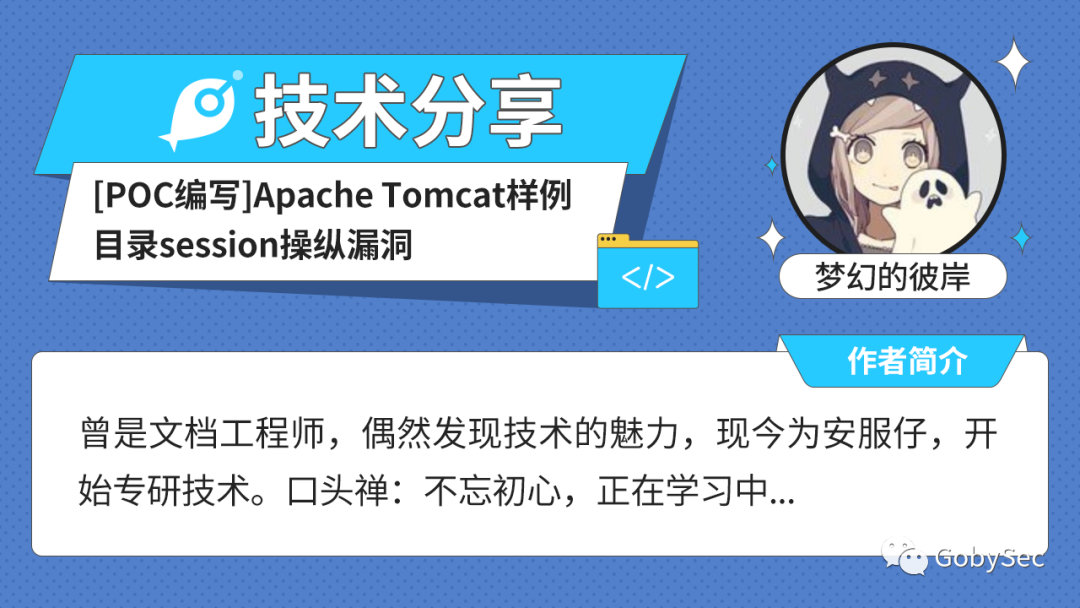 技术分享
[POC编写]Apache Tomcat样例
目录session操纵漏洞
</>
梦幻的彼岸
作者简介
曾是文档工程师，偶然发现技术的魅力，现今为安服仔，开
始专研技术。口头禅：不忘初心，正在学习中...
GobySec